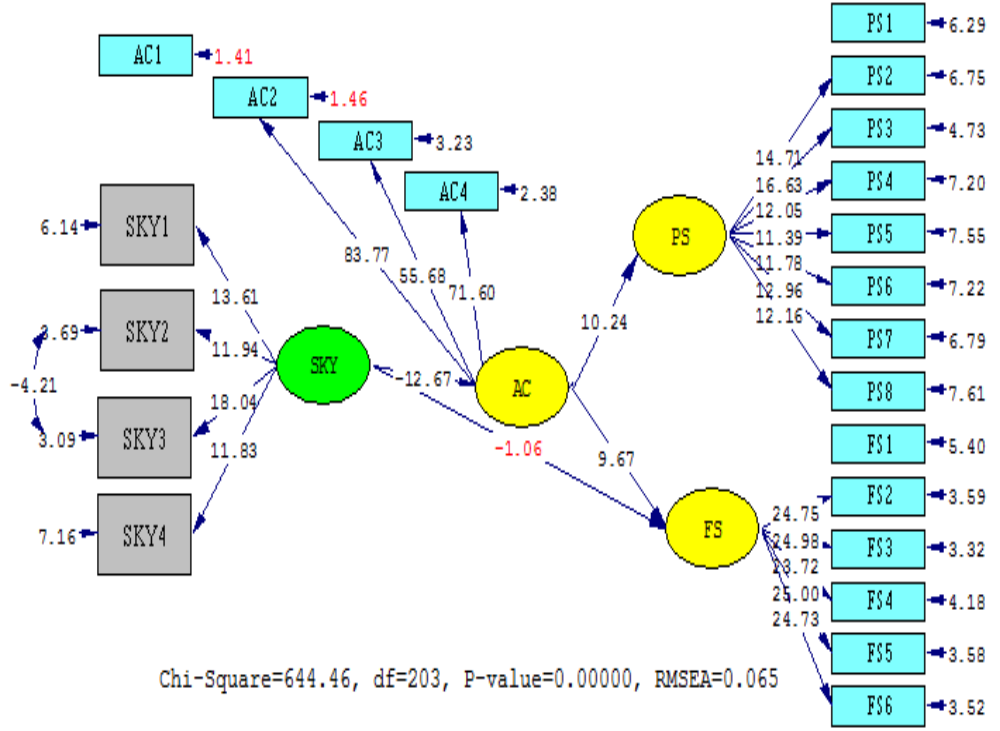 PS1
6.29
AC1
1.41
PS2
6.75
AC2
1.46
PS3
4.73
AC3
3.23
14.71
16.63
PS4
7.20
AC4
2.38
12.05
SKY1
6.14
PS
11.39
PS5
7.55
83.77
55.68
11.78
71.60
12.96
PS6
7.22
13.61
12.16
10.24
SKY2
3.69
11.94
PS7
6.79
SKY
-12.67
AC
-4.21
18.04
PS8
7.61
SKY3
3.09
11.83
-1.06
9.67
FS1
5.40
FS2
3.59
24.75
SKY4
7.16
FS
24.98
FS3
3.32
23.72
25.00
FS4
4.18
24.73
FS5
3.58
Chi-Square=644.46, df=203, P-value=0.00000, RMSEA=0.065
FS6
3.52